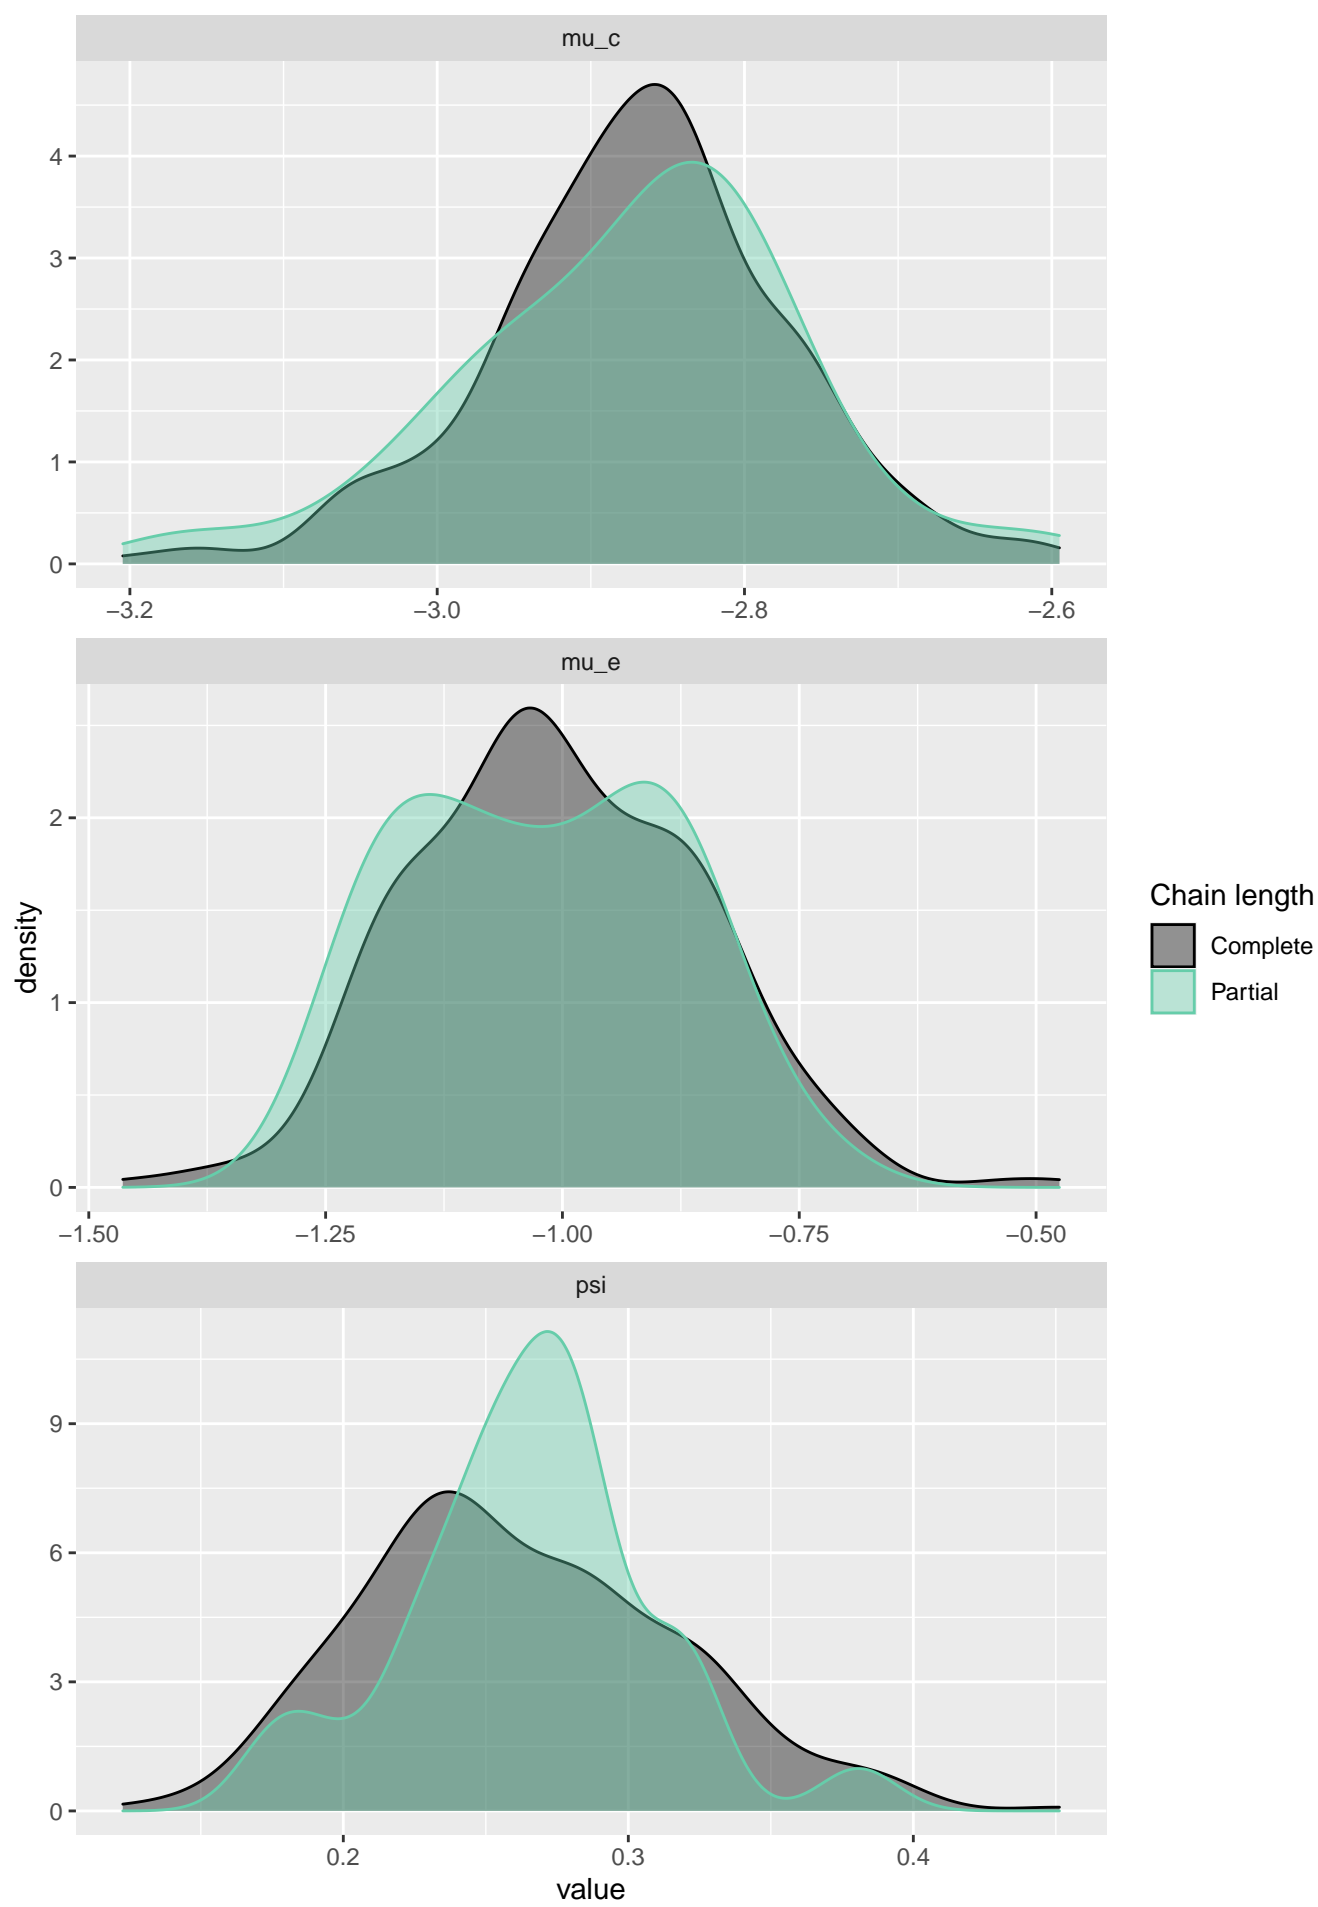 mu_c
4
3
2
1
0
−3.2 −3.0 −2.8 −2.6
mu_e
2
1
0
−1.50 −1.25 −1.00 −0.75 −0.50
psi
9
6
3
0
0.2 0.3 0.4
value
density
Chain length
Complete
Partial